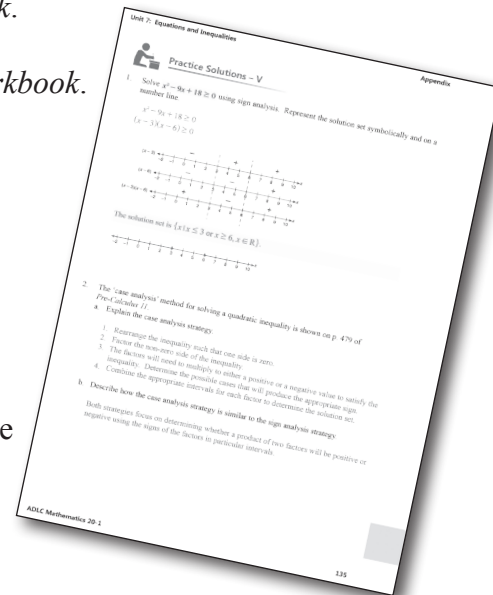 k.
rkbook.
e
Unit 7: Equations and Inequalities
Appendix
Practice Solutions – V
1. Solve x² – 9x + 18 ≥ 0 using sign analysis. Represent the solution set symbolically and on a
number line.
x² – 9x + 18 ≥ 0
(x – 3)(x – 6) ≥ 0
The solution set is {x | x ≤ 3 or x ≥ 6, x ∈ R}.
2. The 'case analysis' method for solving a quadratic inequality is shown on p. 479 of
Pre-Calculus 11.
a. Explain the case analysis strategy.
1. Rearrange the inequality such that one side is zero.
2. Factor the non-zero side of the inequality.
3. The factors will need to multiply to either a positive or a negative value to satisfy the
inequality. Determine the possible cases that will produce the appropriate sign.
4. Combine the appropriate intervals for each factor to determine the solution set.
b. Describe how the case analysis strategy is similar to the sign analysis strategy.
Both strategies focus on determining whether a product of two factors will be positive or
negative using the signs of the factors in particular intervals.
ADLC Mathematics 20-1
135